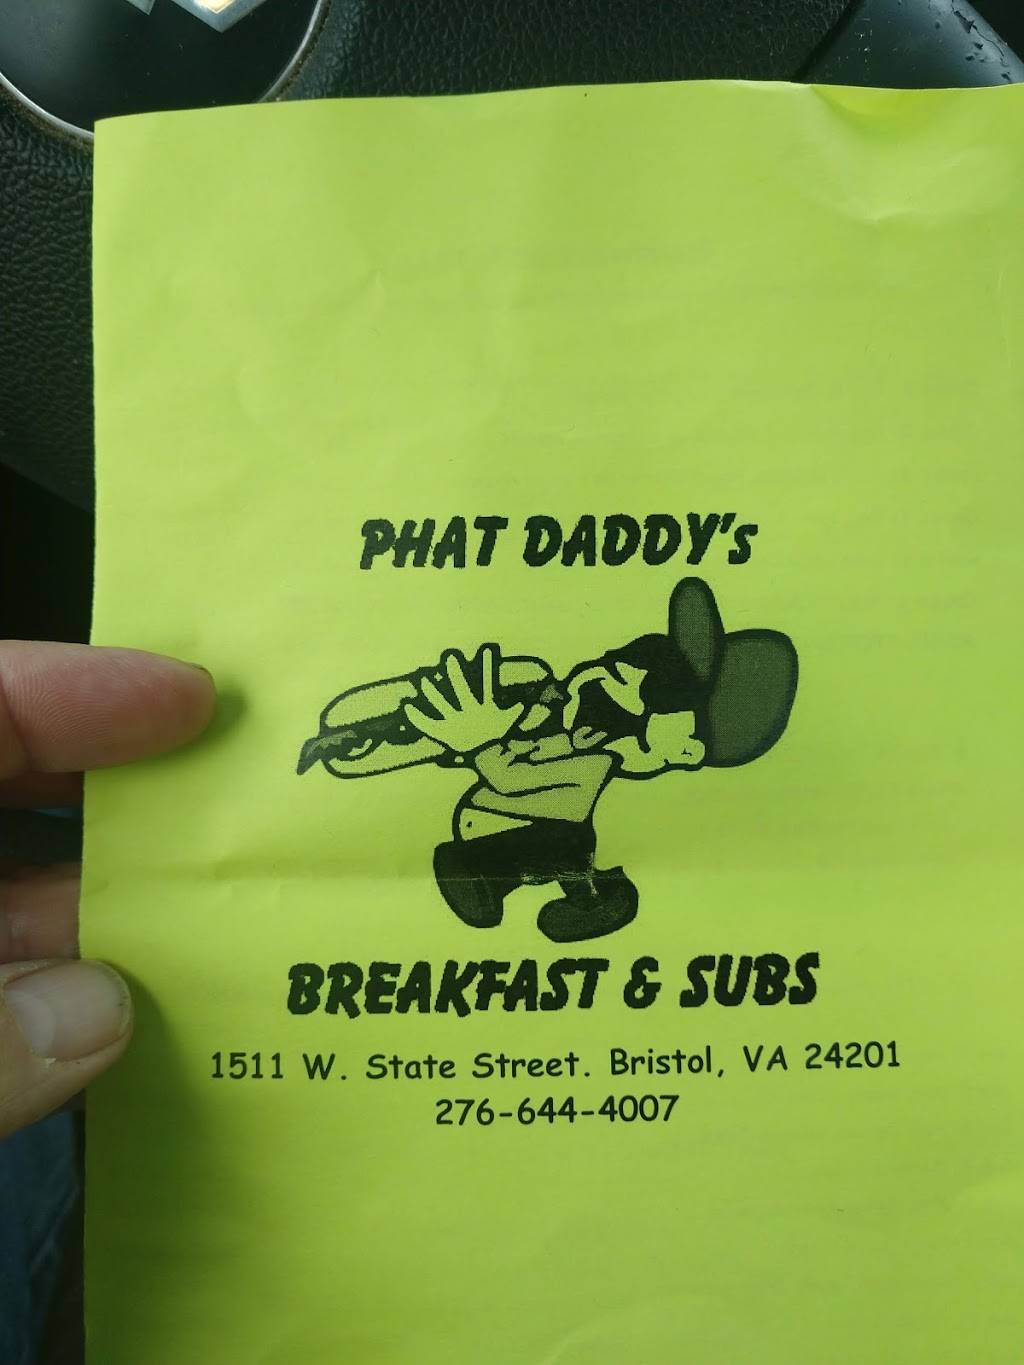 PHAT DADDY's
BREAKFAST & SUBS
1511 W. State Street. Bristol, VA 24201
276-644-4007